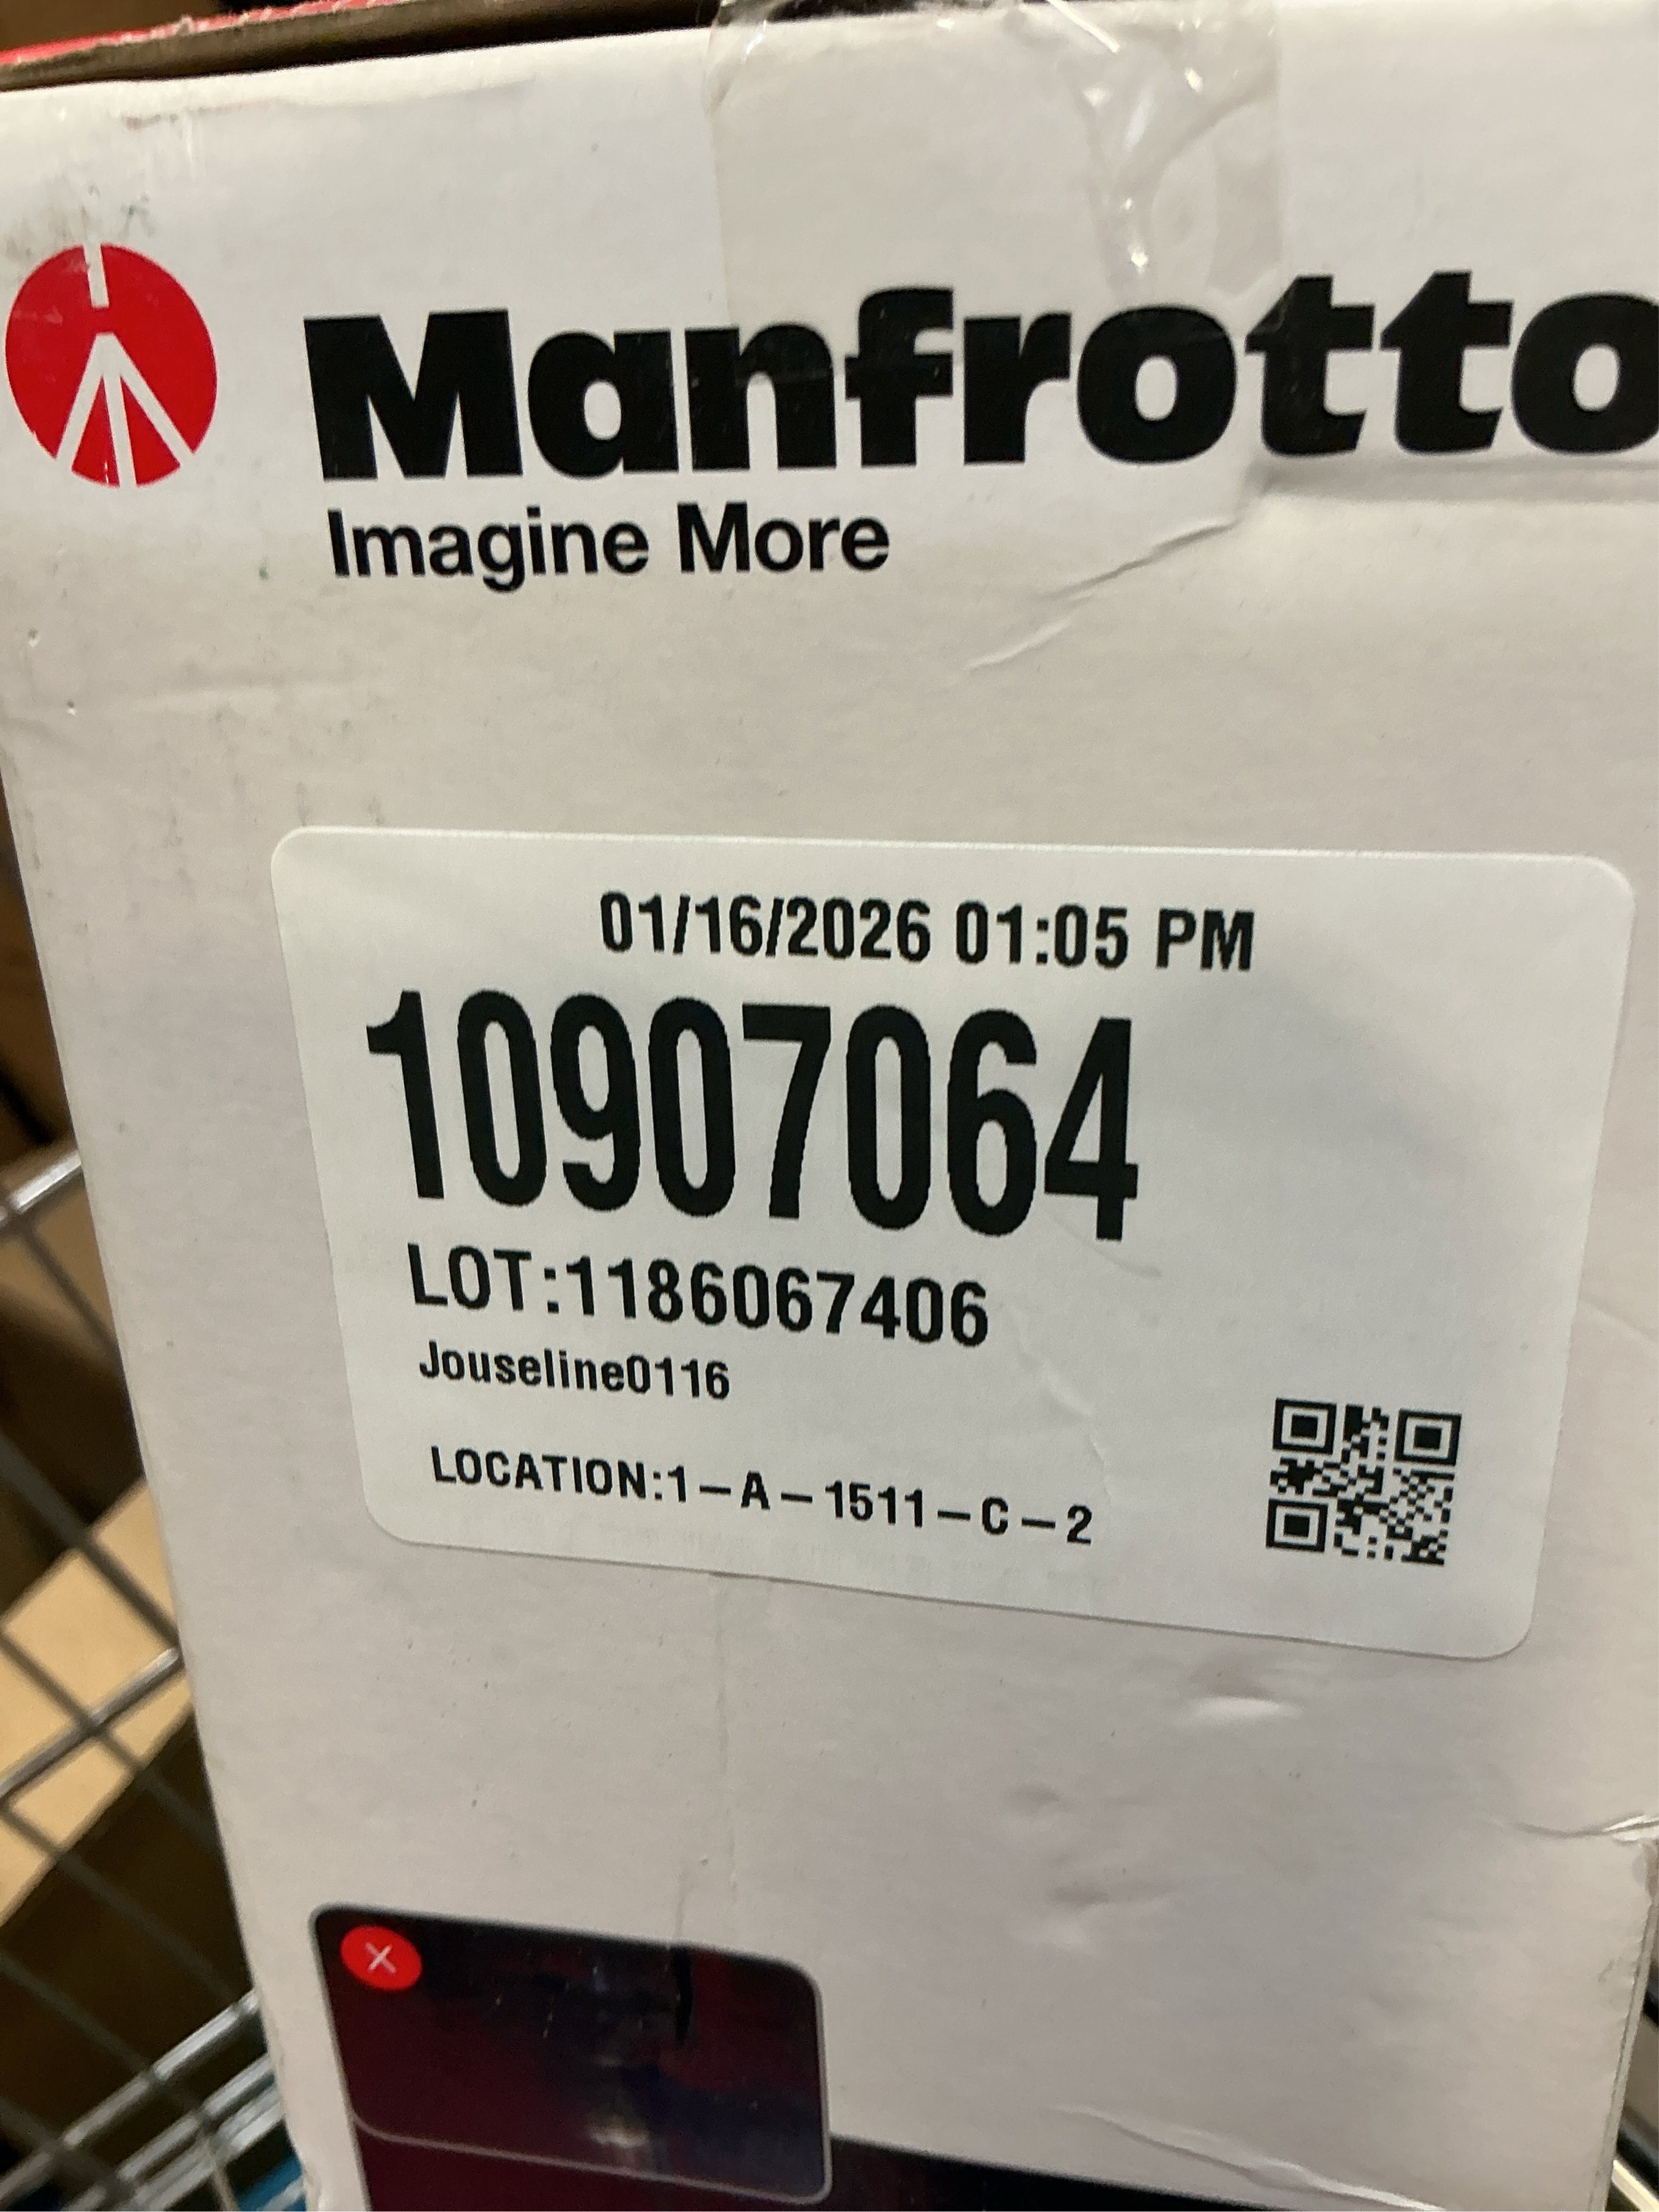 Manfrotto
Imagine More
01/16/2026 01:05 PM
10907064
LOT:1186067406
Jouseline0116
LOCATION:1-A-1511-C-2